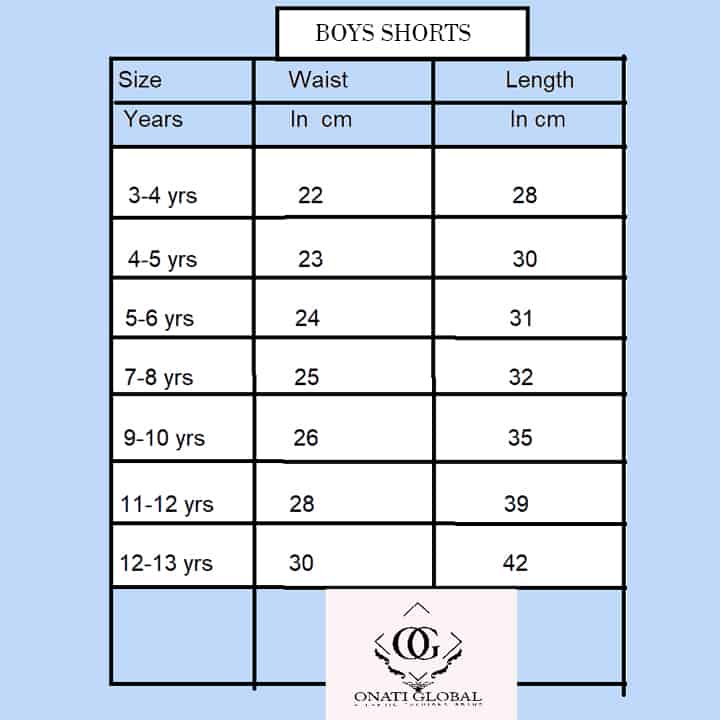 BOYS SHORTS
Size Waist Length
Years In cm In cm
3-4 yrs 22 28
4-5 yrs 23 30
5-6 yrs 24 31
7-8 yrs 25 32
9-10 yrs 26 35
11-12 yrs 28 39
12-13 yrs 30 42
OG
ONATI GLOBAL